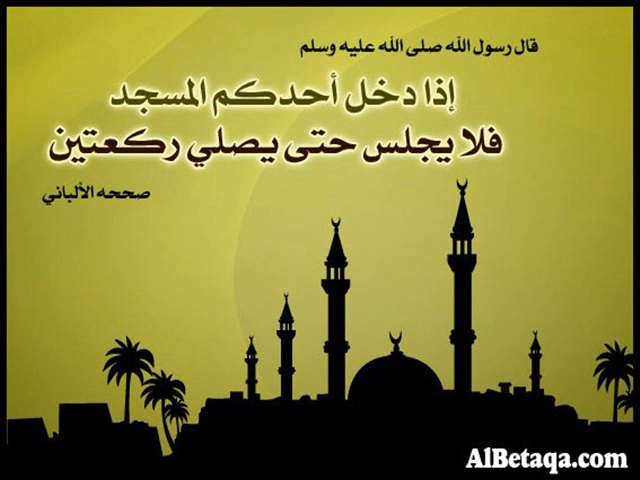 قال رسول الله صلى الله عليه وسلم
إذا دخل أحدكم المسجد
فلا يجلس حتى يصلي ركعتين
صححه الألباني
AlBetaqa.com